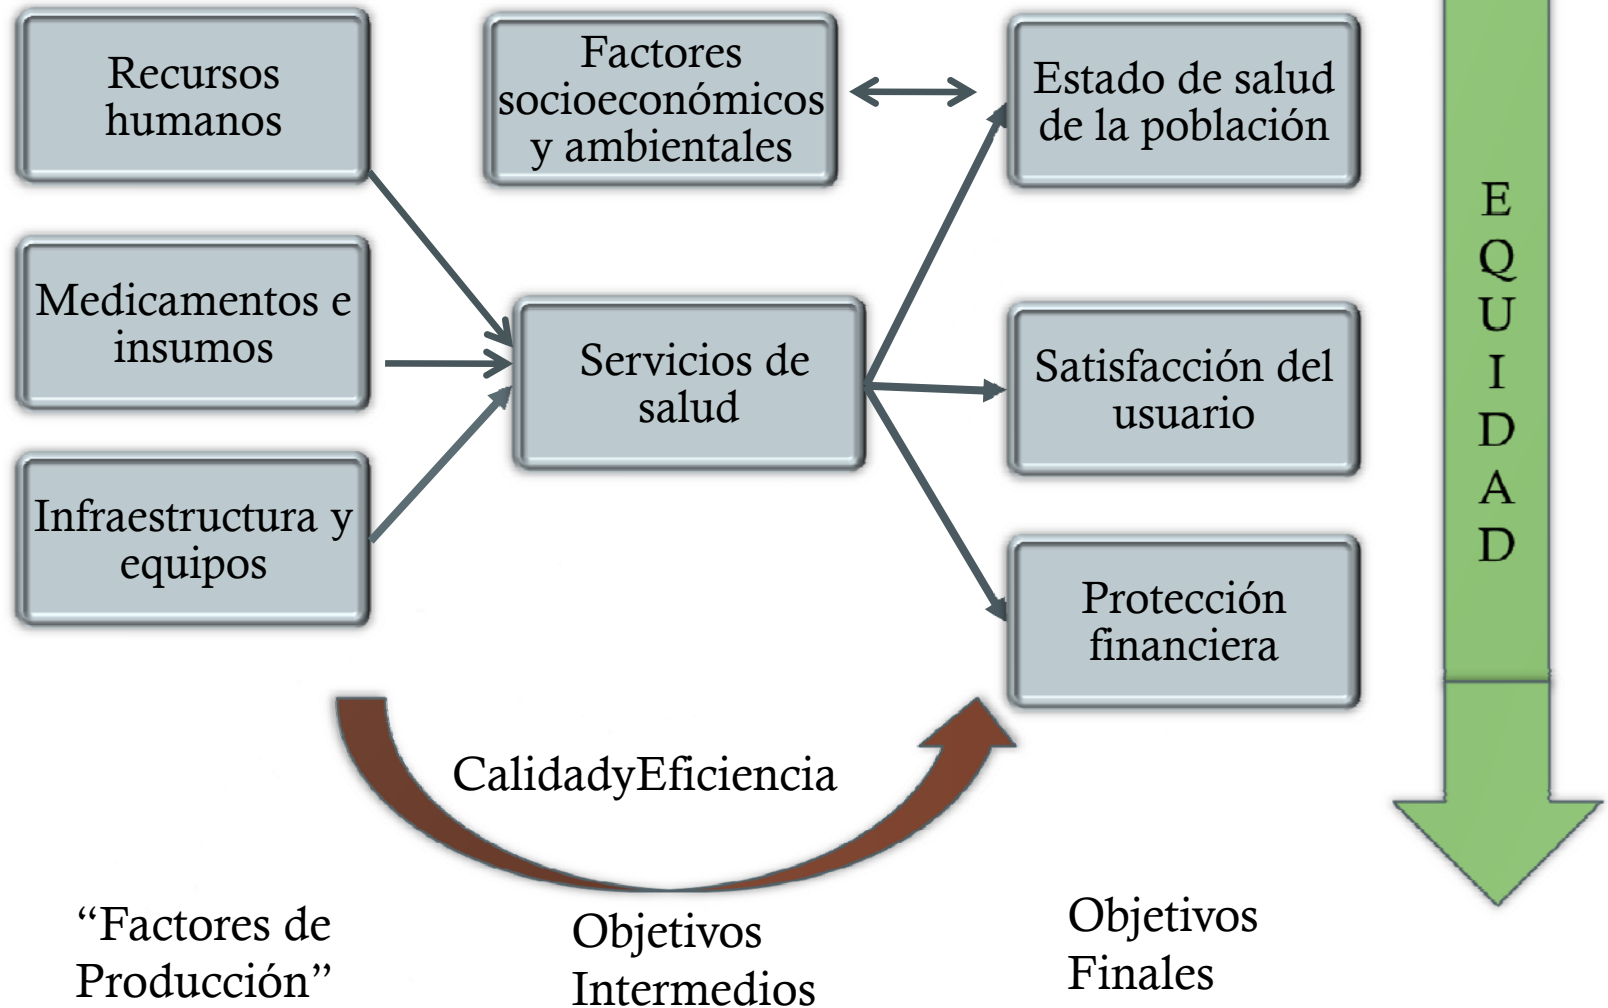 Recursos
humanos
Factores
socioeconómicos
y ambientales
Estado de salud
de la población
Medicamentos e
insumos
Servicios de
salud
Satisfacción del
usuario
Infraestructura y
equipos
Protección
financiera
E
Q
U
I
D
A
D
CalidadyEficiencia
“Factores de
Producción”
Objetivos
Intermedios
Objetivos
Finales